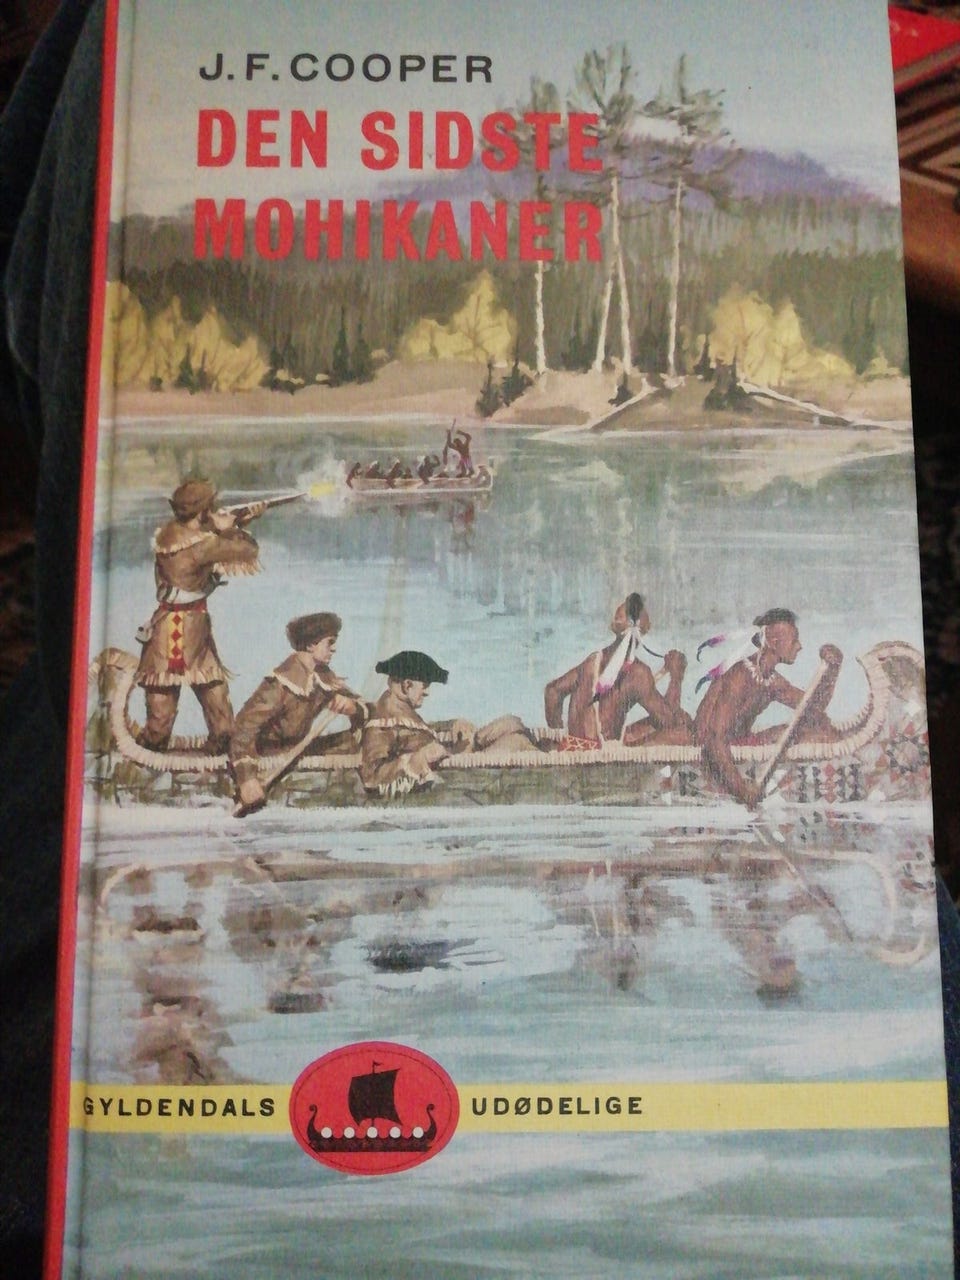 J. F. COOPER
DEN SIDSTE
MOHIKANER
GYLDENDALS UDØDELIGE